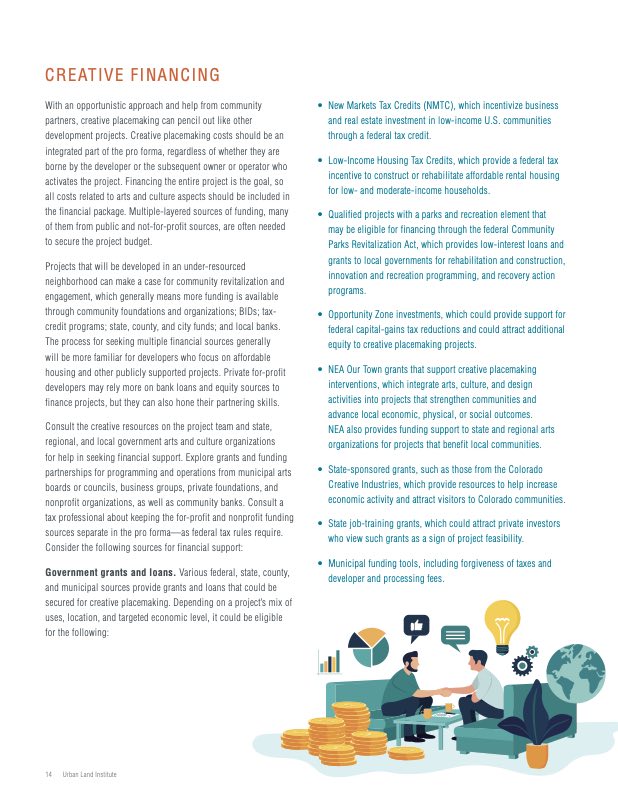 CREATIVE FINANCING
With an opportunistic approach and help from community
partners, creative placemaking can pencil out like other
development projects. Creative placemaking costs should be an
integrated part of the pro forma, regardless of whether they are
borne by the developer or the subsequent owner or operator who
activates the project. Financing the entire project is the goal, so
all costs related to arts and culture aspects should be included in
the financial package. Multiple-layered sources of funding, many
of them from public and not-for-profit sources, are often needed
to secure the project budget.
Projects that will be developed in an under-resourced
neighborhood can make a case for community revitalization and
engagement, which generally means more funding is available
through community foundations and organizations; BIDs; tax-
credit programs; state, county, and city funds; and local banks.
The process for seeking multiple financial sources generally
will be more familiar for developers who focus on affordable
housing and other publicly supported projects. Private for-profit
developers may rely more on bank loans and equity sources to
finance projects, but they can also hone their partnering skills.
Consult the creative resources on the project team and state,
regional, and local government arts and culture organizations
for help in seeking financial support. Explore grants and funding
partnerships for programming and operations from municipal arts
boards or councils, business groups, private foundations, and
nonprofit organizations, as well as community banks. Consult a
tax professional about keeping the for-profit and nonprofit funding
sources separate in the pro forma—as federal tax rules require.
Consider the following sources for financial support:
Government grants and loans. Various federal, state, county,
and municipal sources provide grants and loans that could be
secured for creative placemaking. Depending on a project's mix of
uses, location, and targeted economic level, it could be eligible
for the following:
• New Markets Tax Credits (NMTC), which incentivize business
and real estate investment in low-income U.S. communities
through a federal tax credit.
• Low-Income Housing Tax Credits, which provide a federal tax
incentive to construct or rehabilitate affordable rental housing
for low- and moderate-income households.
• Qualified projects with a parks and recreation element that
may be eligible for financing through the federal Community
Parks Revitalization Act, which provides low-interest loans and
grants to local governments for rehabilitation and construction,
innovation and recreation programming, and recovery action
programs.
• Opportunity Zone investments, which could provide support for
federal capital-gains tax reductions and could attract additional
equity to creative placemaking projects.
• NEA Our Town grants that support creative placemaking
interventions, which integrate arts, culture, and design
activities into projects that strengthen communities and
advance local economic, physical, or social outcomes.
NEA also provides funding support to state and regional arts
organizations for projects that benefit local communities.
• State-sponsored grants, such as those from the Colorado
Creative Industries, which provide resources to help increase
economic activity and attract visitors to Colorado communities.
• State job-training grants, which could attract private investors
who view such grants as a sign of project feasibility.
• Municipal funding tools, including forgiveness of taxes and
developer and processing fees.
14 Urban Land Institute